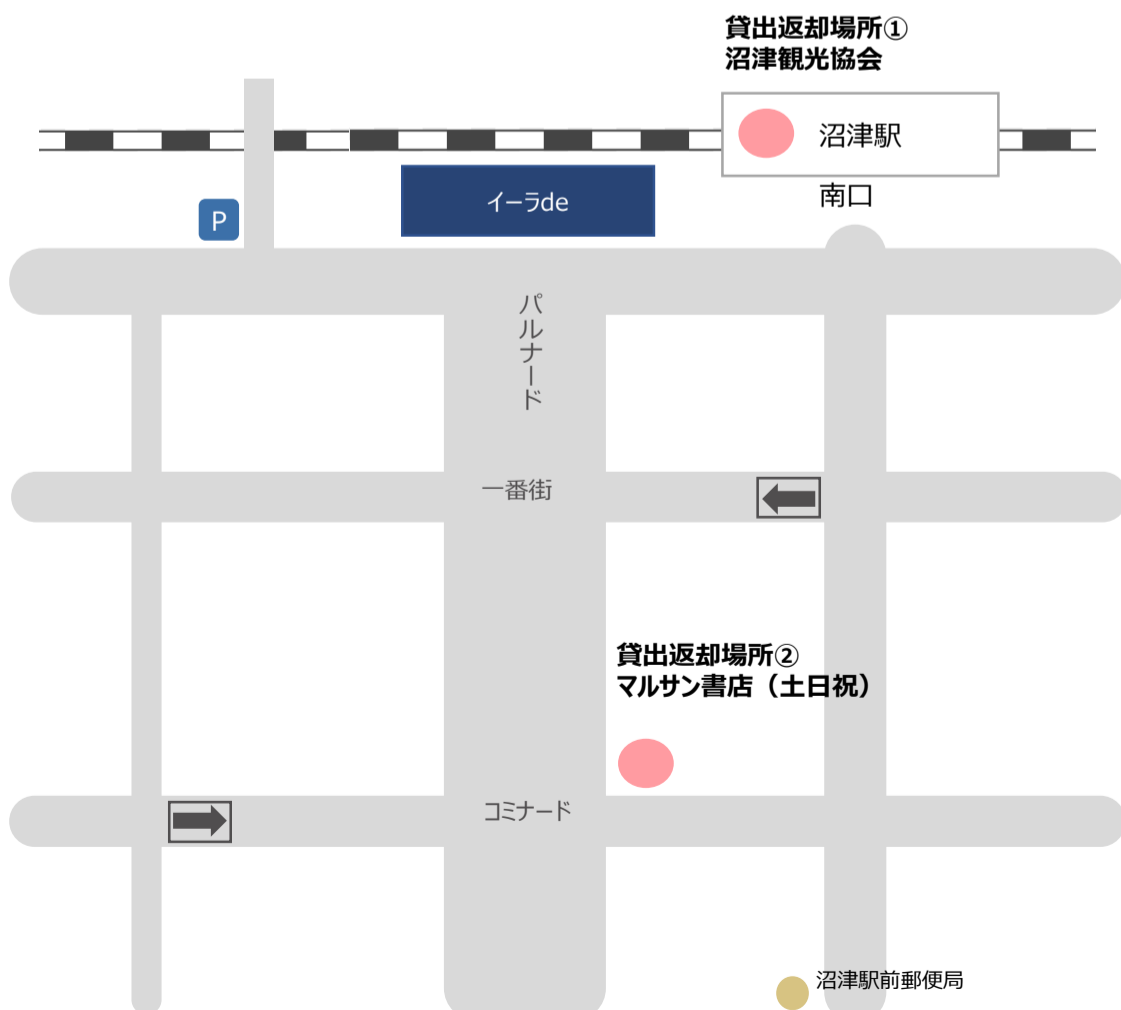 貸出返却場所①
沼津観光協会
沼津駅
南口
イーラde
P
パルナード
一番街
貸出返却場所②
マルサン書店（土日祝）
コミナード
沼津駅前郵便局